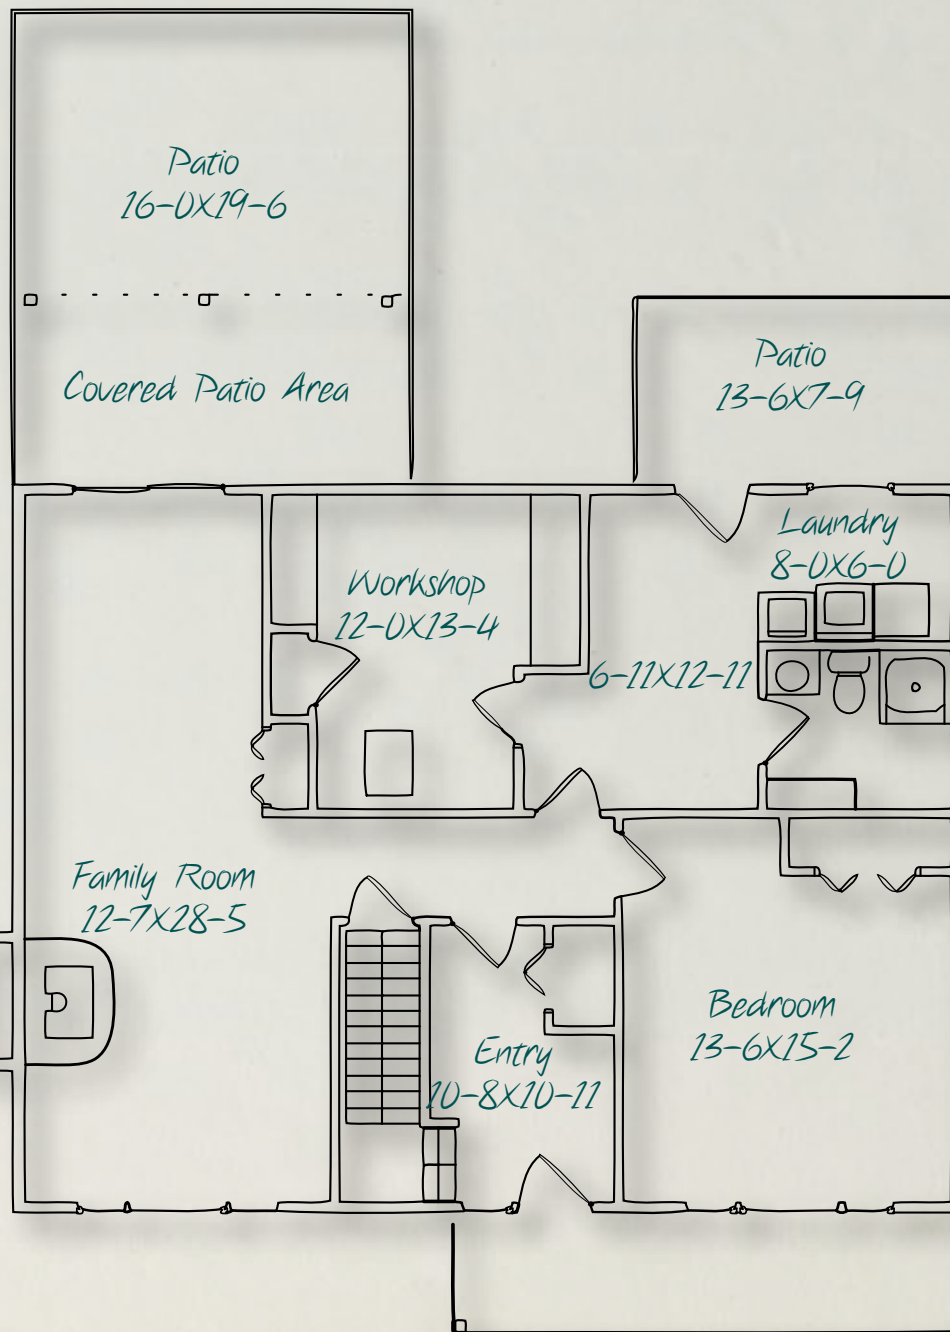 Patio
16-0X19-6
Covered Patio Area
Patio
13-6X7-9
Laundry
8-0X6-0
Workshop
12-0X13-4
6-11X12-11
Family Room
12-7X28-5
Bedroom
13-6X15-2
Entry
10-8X10-11